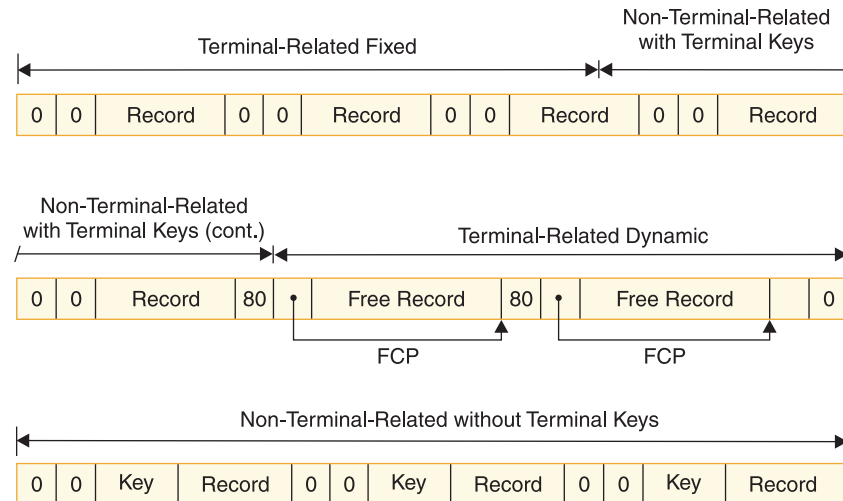 Terminal-Related Fixed
Non-Terminal-Related
with Terminal Keys
0 0 Record 0 0 Record 0 0 Record 0 0 Record
Non-Terminal-Related
with Terminal Keys (cont.)
Terminal-Related Dynamic
0 0 Record 80 Free Record 80 Free Record 0
FCP FCP
Non-Terminal-Related without Terminal Keys
0 0 Key Record 0 0 Key Record 0 0 Key Record